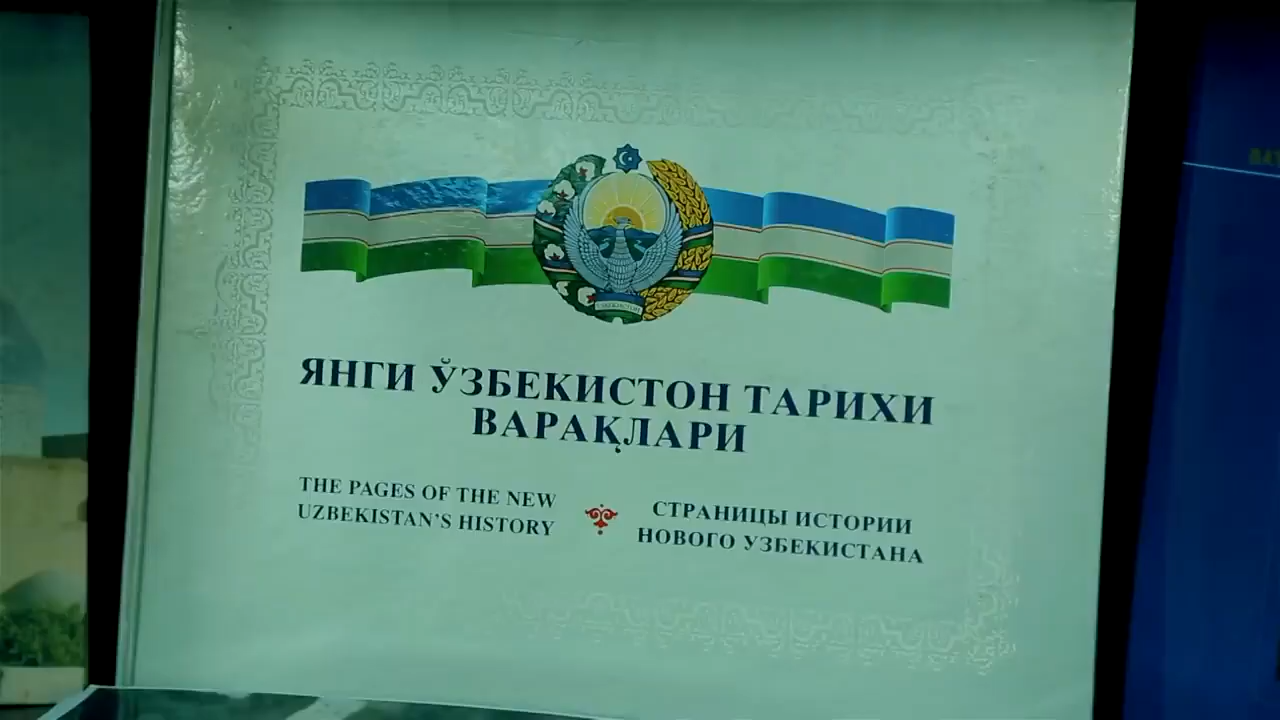 ЯНГИ ЎЗБЕКИСТОН ТАРИХИ
ВАРАҚЛАРИ
THE PAGES OF THE NEW
UZBEKISTAN'S HISTORY
СТРАНИЦЫ ИСТОРИИ
НОВОГО УЗБЕКИСТАНА